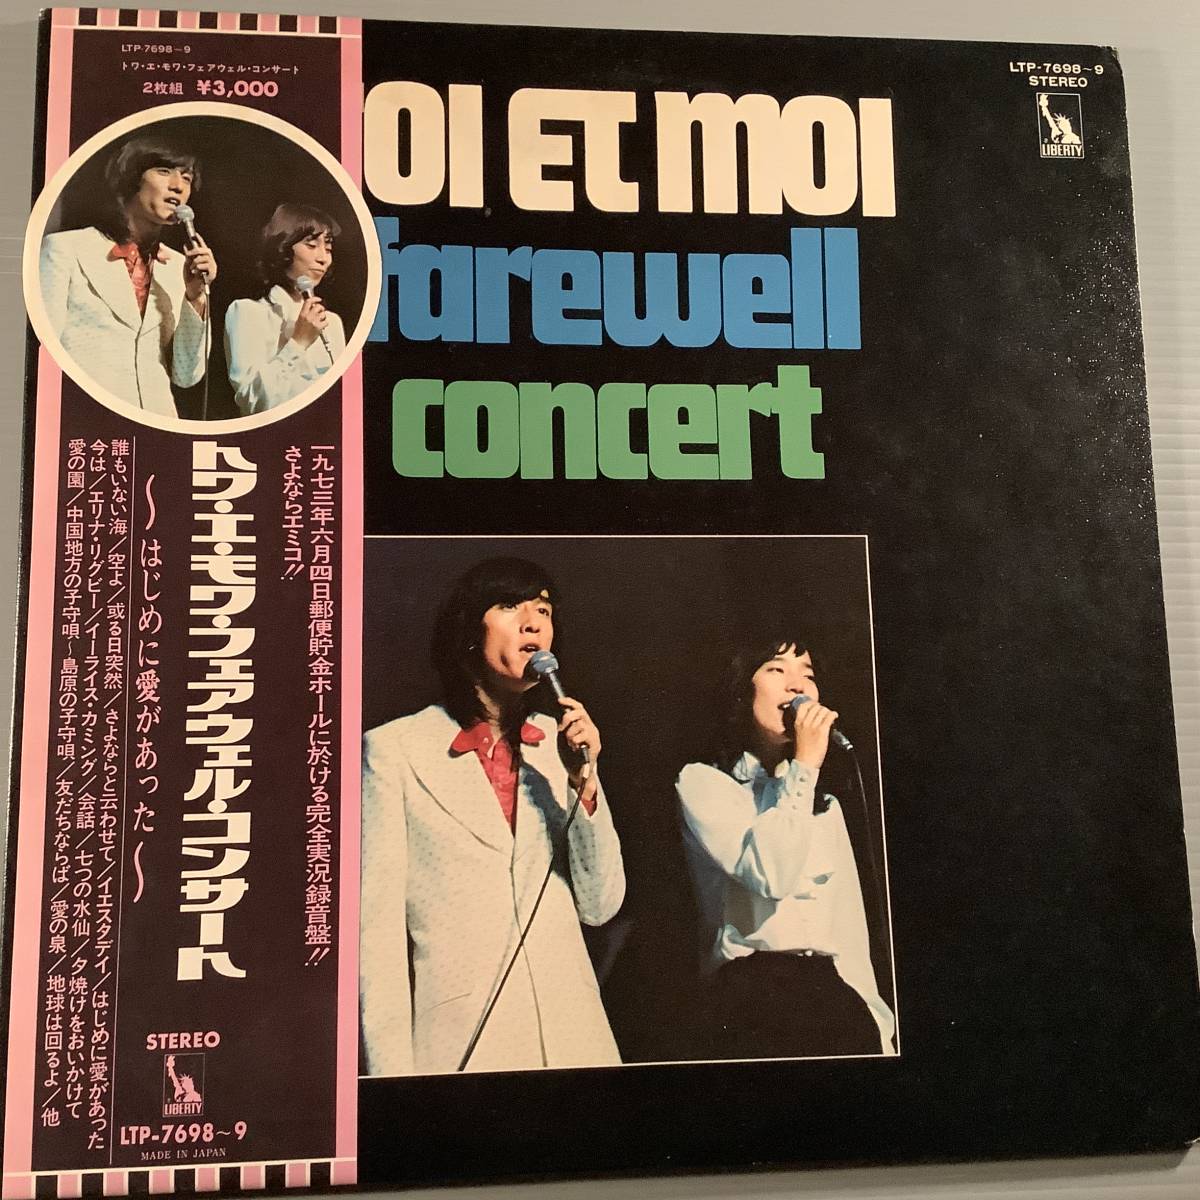 LTP-7698~9
トワ・エ・モワ・フェアウェル・コンサート
2枚組 ¥3,000
一九七三年六月四日郵便貯金ホールに於ける完全実況録音盤!!
さよならエミコ!!
トワ・エ・モワ・フェアウェル・コンサート
~はじめに愛があった~
誰もいない海/空よ/或る日突然/さよならと云わせて/イエスタデイ/はじめに愛があった
今は/エリナ・リグビー/イーライス・カミング/会話/七つの水仙/夕焼けをおいかけて
愛の園/中国地方の子守唄~島原の子守唄/友だちならば/愛の泉/地球は回るよ/他
STEREO
LIBERTY
LTP-7698~9
MADE IN JAPAN
OI ET MOI
farewell
concert
LTP-7698~9
STEREO
LIBERTY